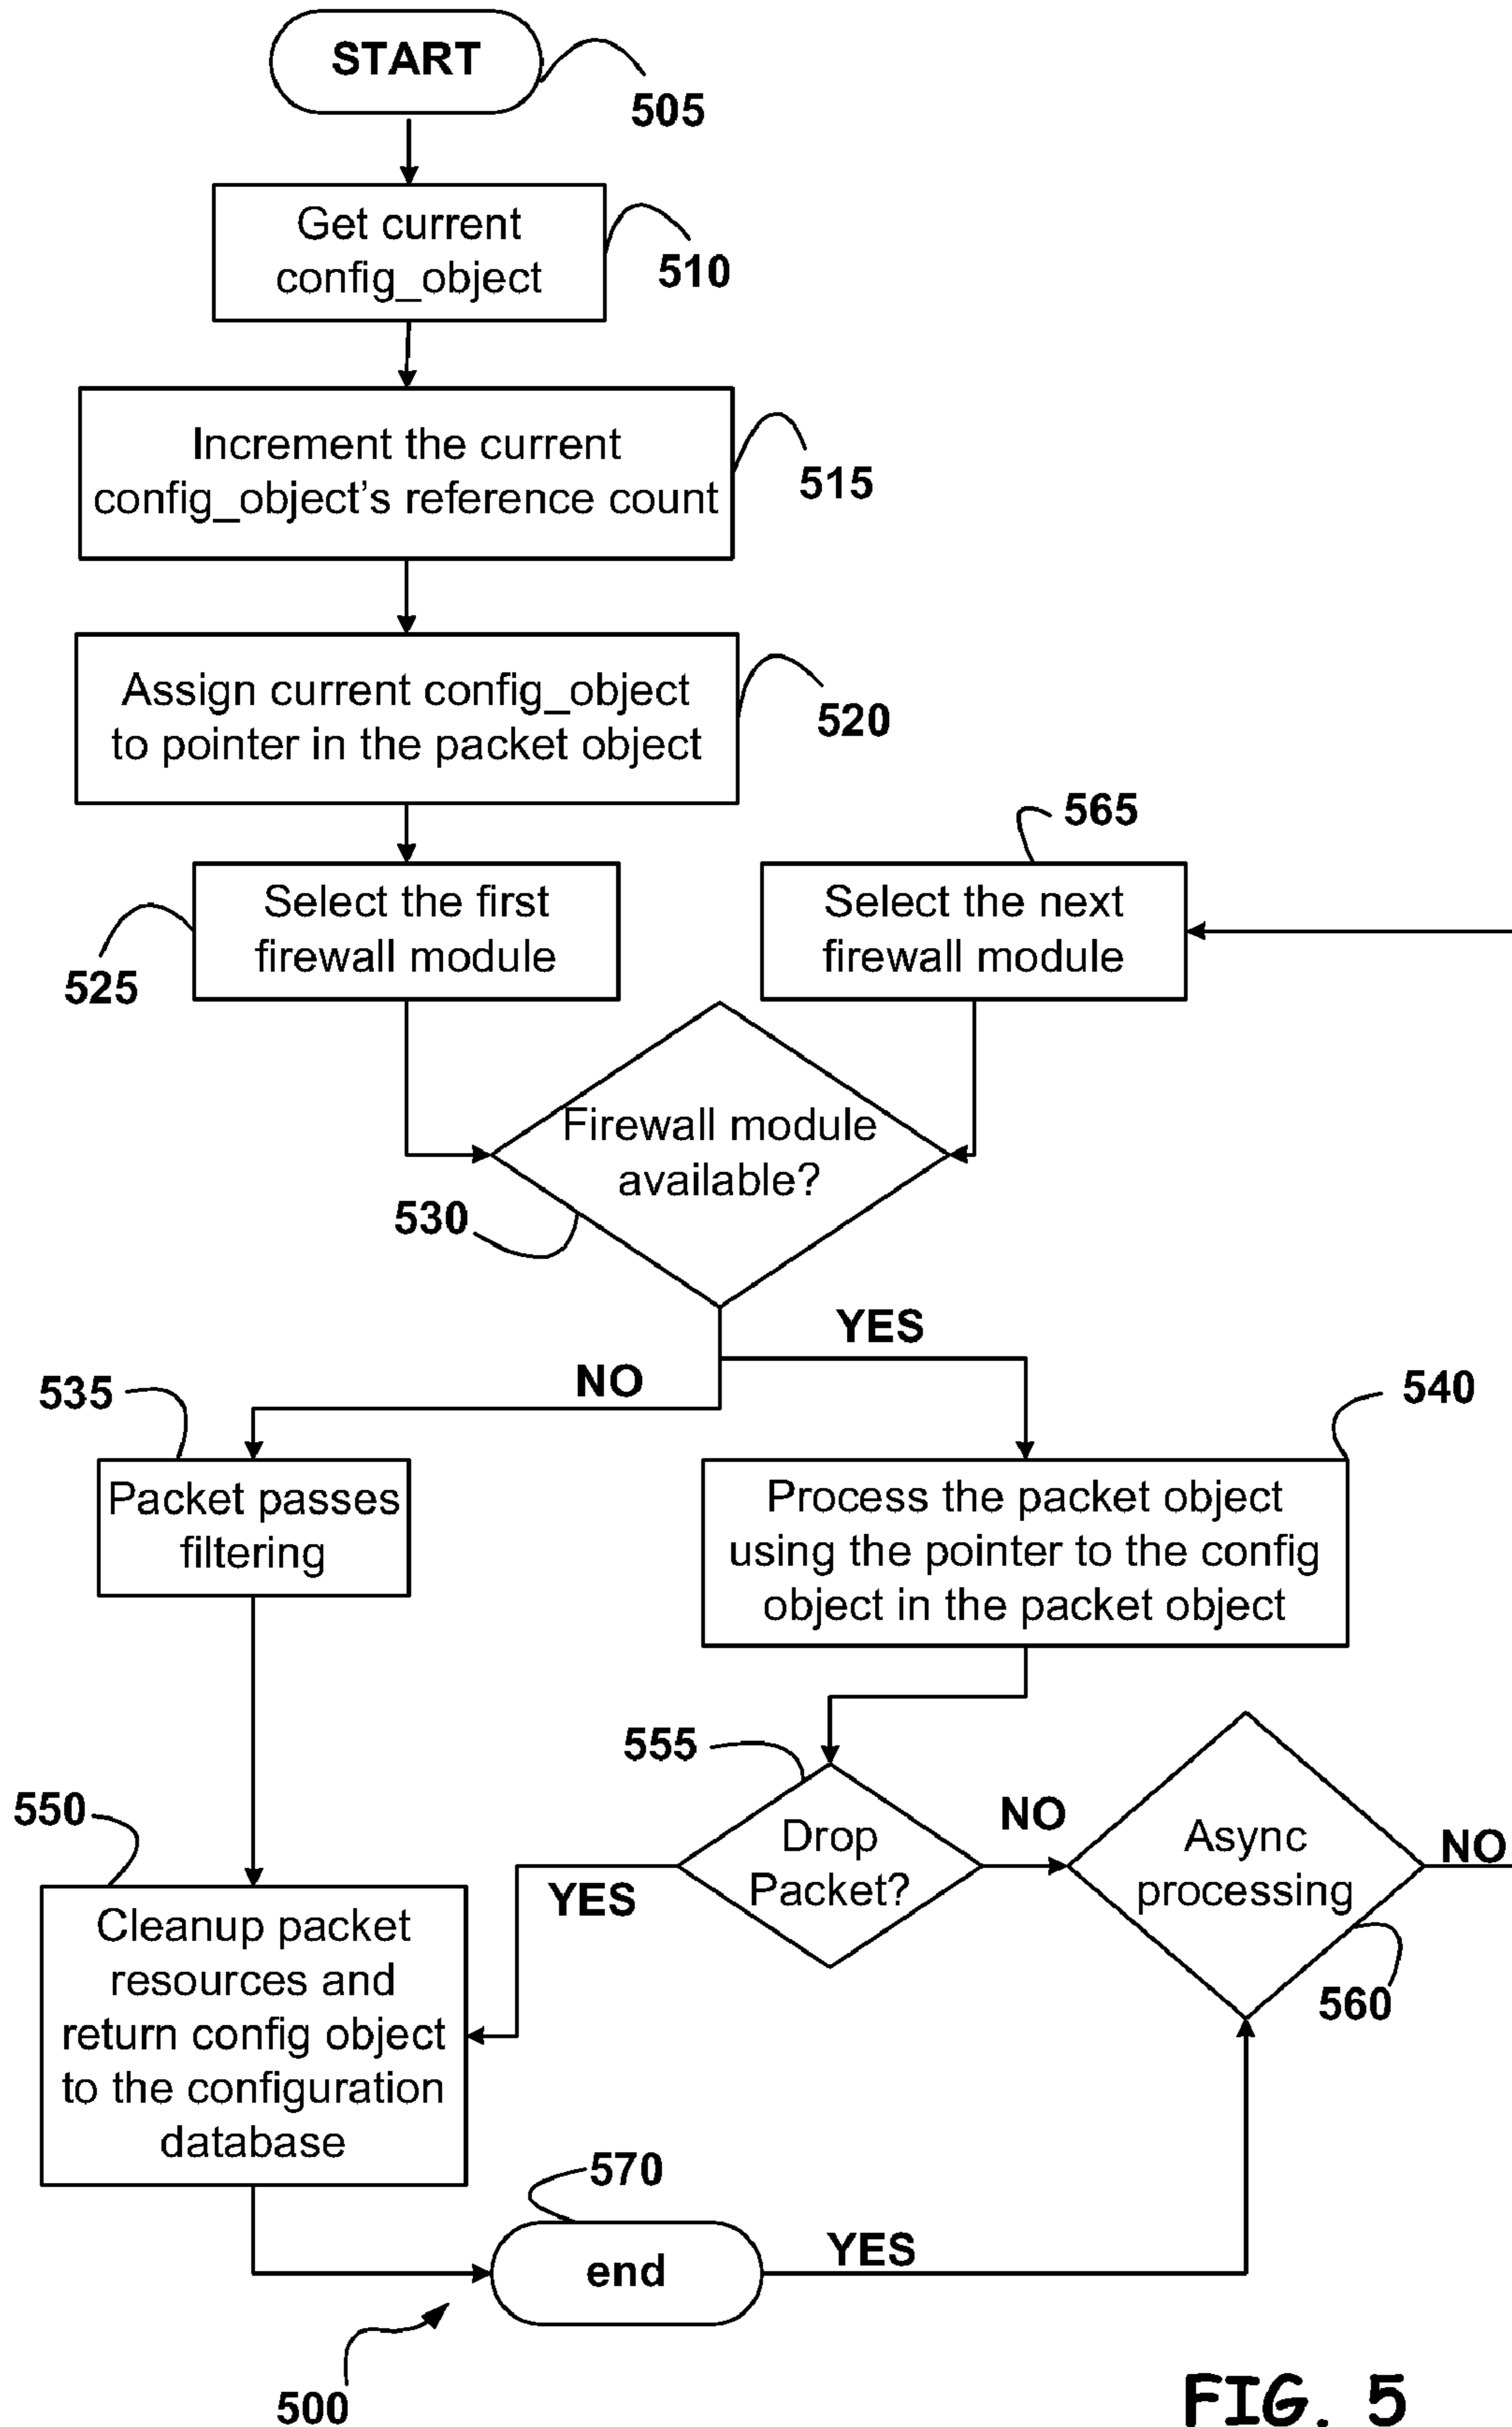 START
505
Get current
config_object
510
Increment the current
config_object's reference count
515
Assign current config_object
to pointer in the packet object
520
565
Select the first
firewall module
Select the next
firewall module
525
Firewall module
available?
530
YES
NO
535
540
Packet passes
filtering
Process the packet object
using the pointer to the config
object in the packet object
555
550
Drop
Packet?
NO
Async
processing
NO
YES
Cleanup packet
resources and
return config object
to the configuration
database
560
570
end
YES
500
FIG. 5